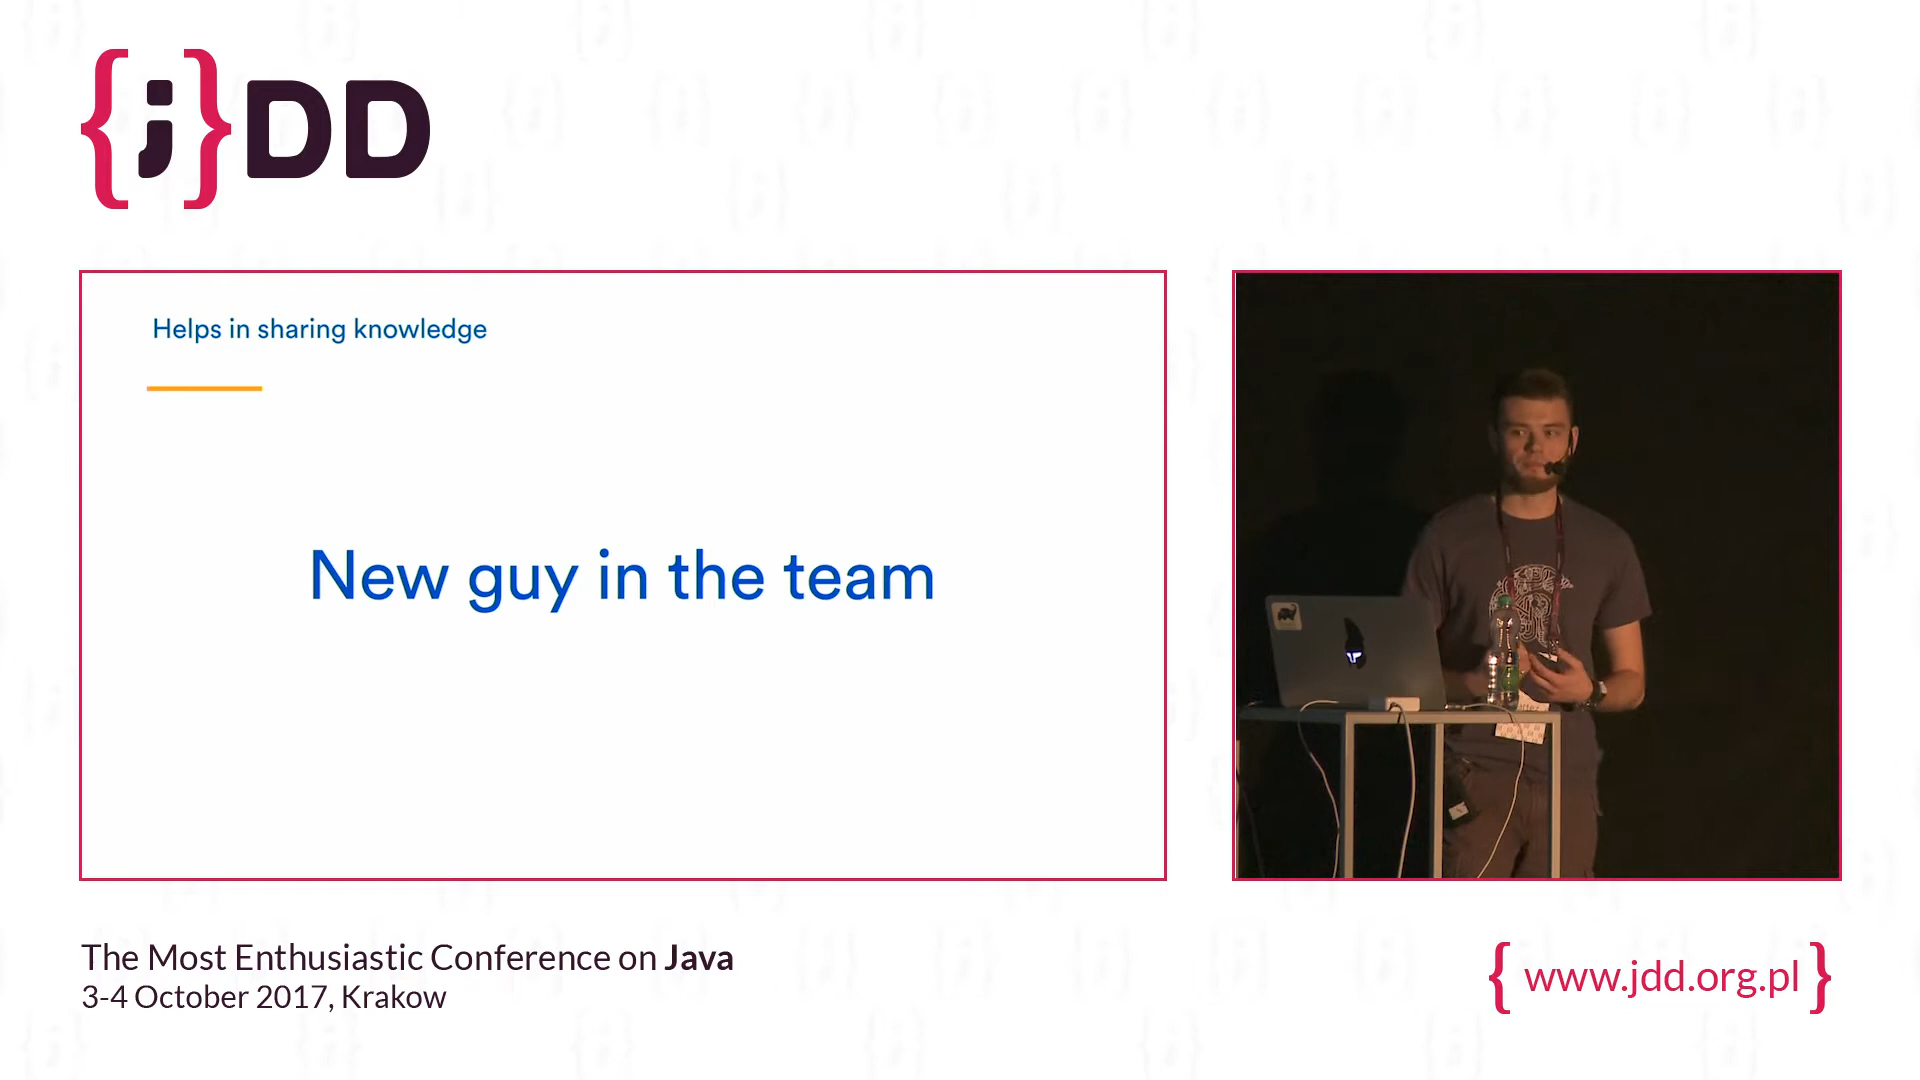 {;}DD
Helps in sharing knowledge
New guy in the team
The Most Enthusiastic Conference on Java
3-4 October 2017, Krakow
{ www.jdd.org.pl }